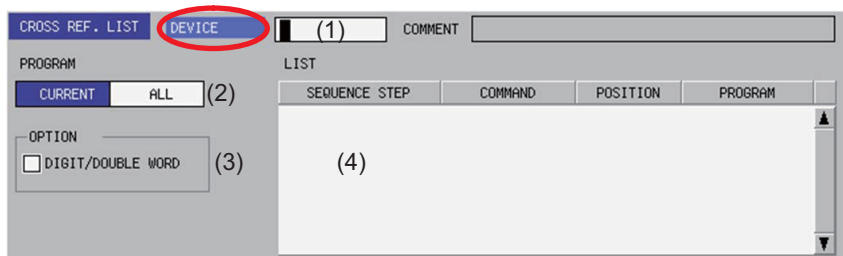 CROSS REF. LIST DEVICE (1) COMMENT
PROGRAM LIST
CURRENT ALL (2) SEQUENCE STEP COMMAND POSITION PROGRAM
OPTION
DIGIT/DOUBLE WORD (3) (4)